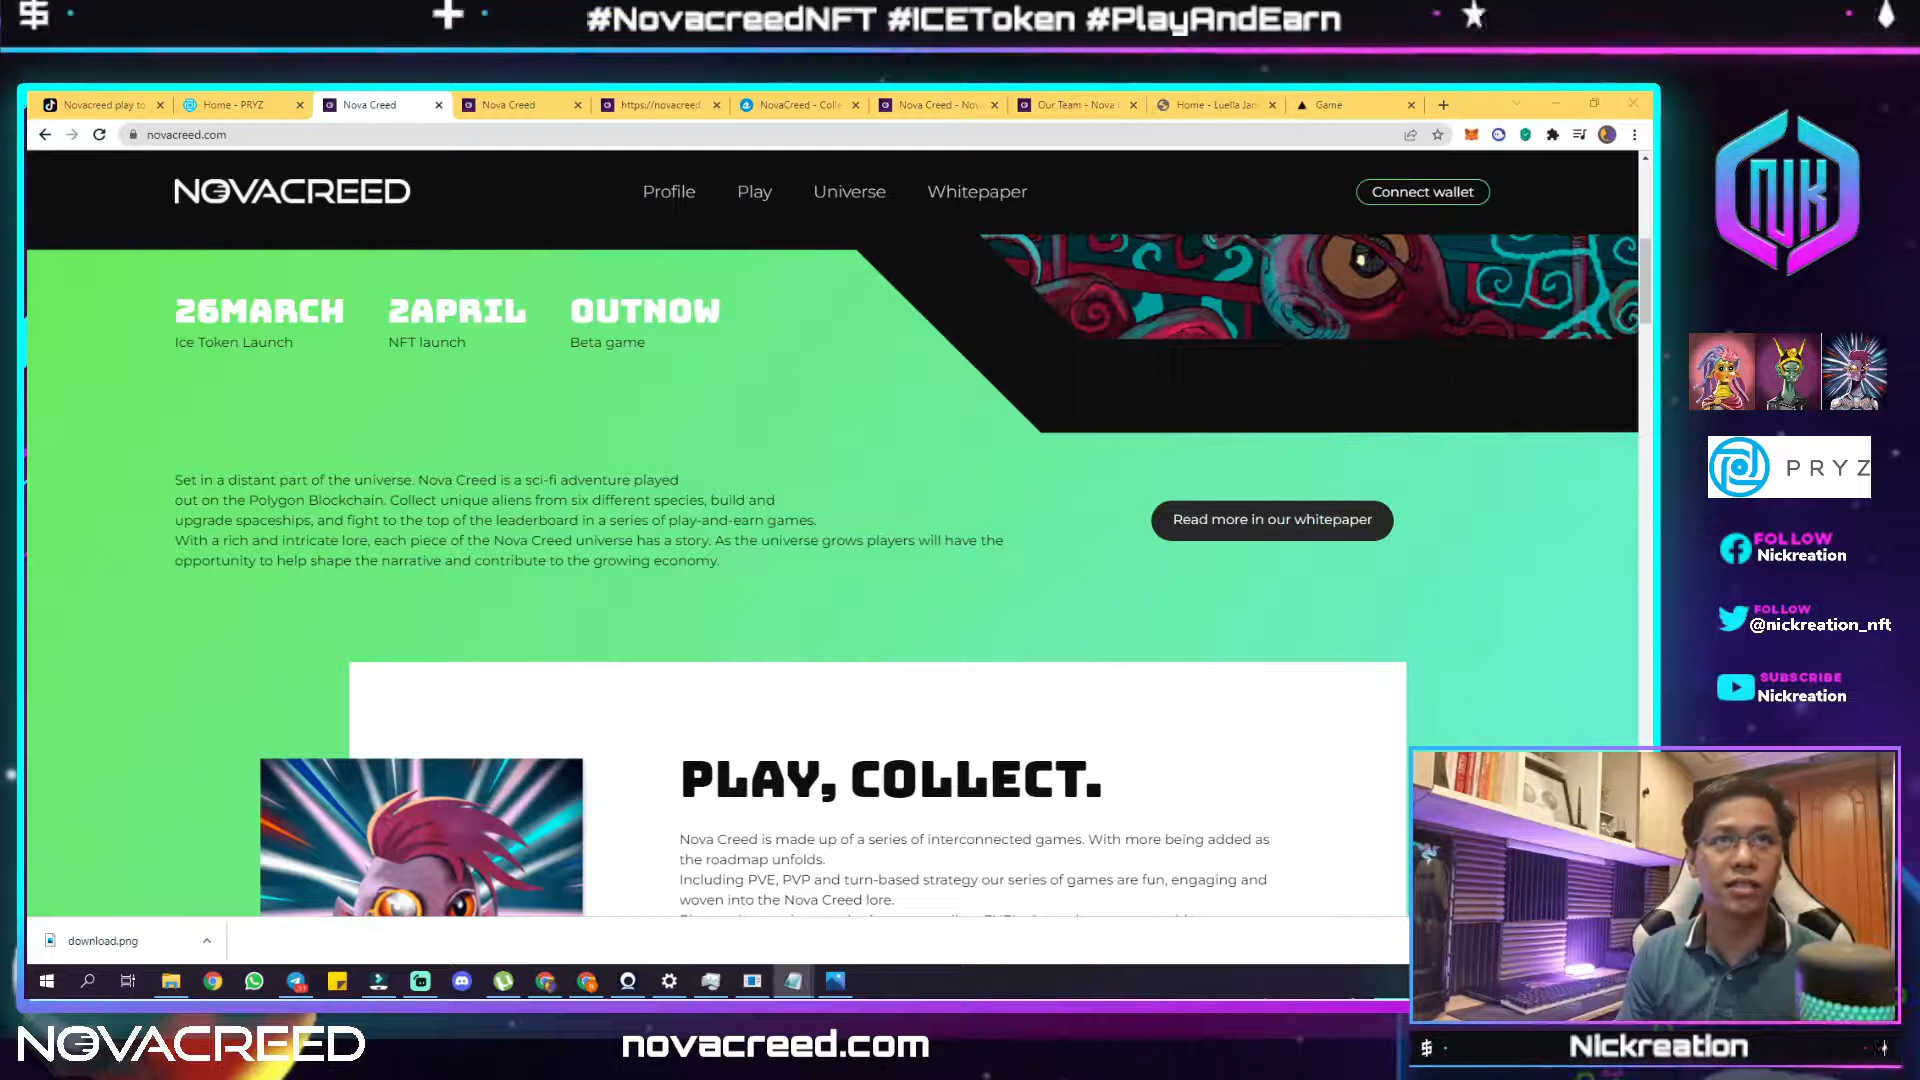 #NovacreedNFT #ICEToken #PlayAndEarn
Novacreed play to
Home - PRYZ
Nova Creed
Nova Creed
https://novacreed
NovaCreed - Colle
Nova Creed - Nov
Our Team - Nova
Home - Luella Jan
Game
novacreed.com
NOVACREED
Profile
Play
Universe
Whitepaper
Connect wallet
26MARCH
2APRIL
OUTNOW
Ice Token Launch
NFT launch
Beta game
Set in a distant part of the universe. Nova Creed is a sci-fi adventure played
out on the Polygon Blockchain. Collect unique aliens from six different species, build and
upgrade spaceships, and fight to the top of the leaderboard in a series of play-and-earn games.
With a rich and intricate lore, each piece of the Nova Creed universe has a story. As the universe grows players will have the
opportunity to help shape the narrative and contribute to the growing economy.
Read more in our whitepaper
PLAY, COLLECT.
Nova Creed is made up of a series of interconnected games. With more being added as
the roadmap unfolds.
Including PVE, PVP and turn-based strategy our series of games are fun, engaging and
woven into the Nova Creed lore.
download.png
NK
PRYZ
FOLLOW
Nickreation
FOLLOW
@nickreation_nft
SUBSCRIBE
Nickreation
NOVACREED
novacreed.com
Nickreation